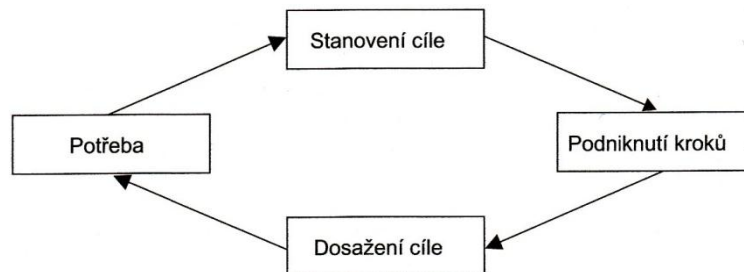 Stanovení cíle
Potřeba
Podniknutí kroků
Dosažení cíle